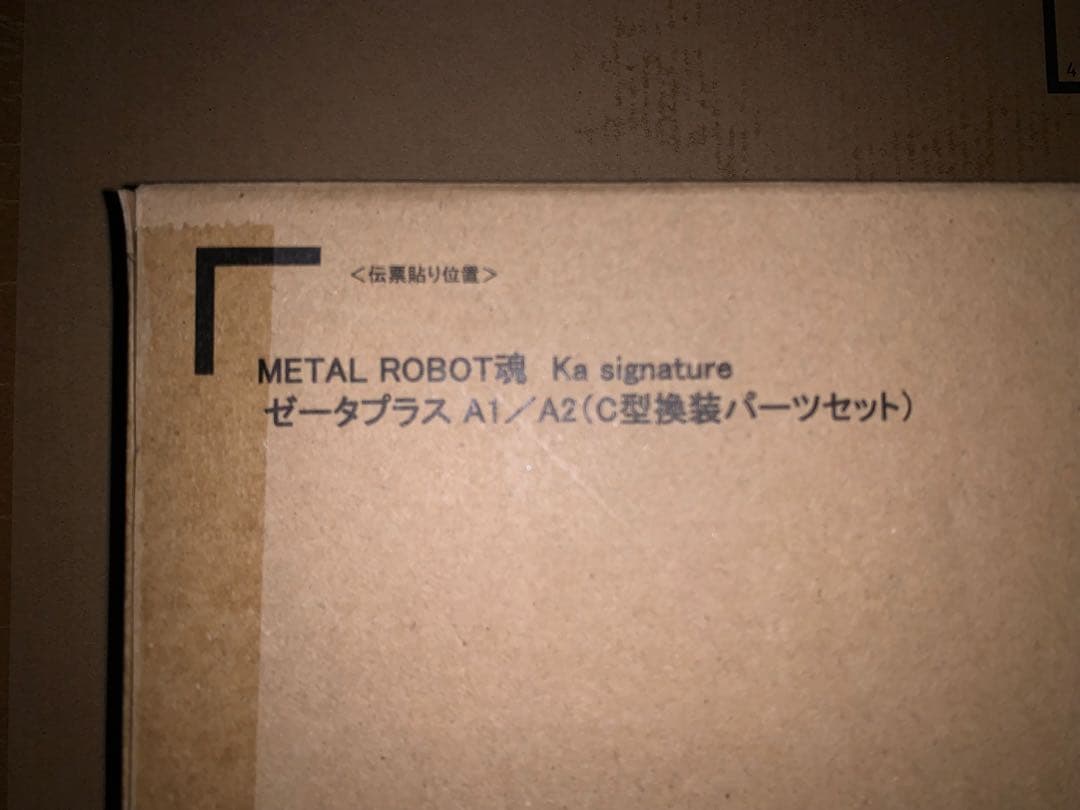 4
<伝票貼り位置>
METAL ROBOT魂 Ka signature
ゼータプラス A1／A2(C型換装パーツセット)